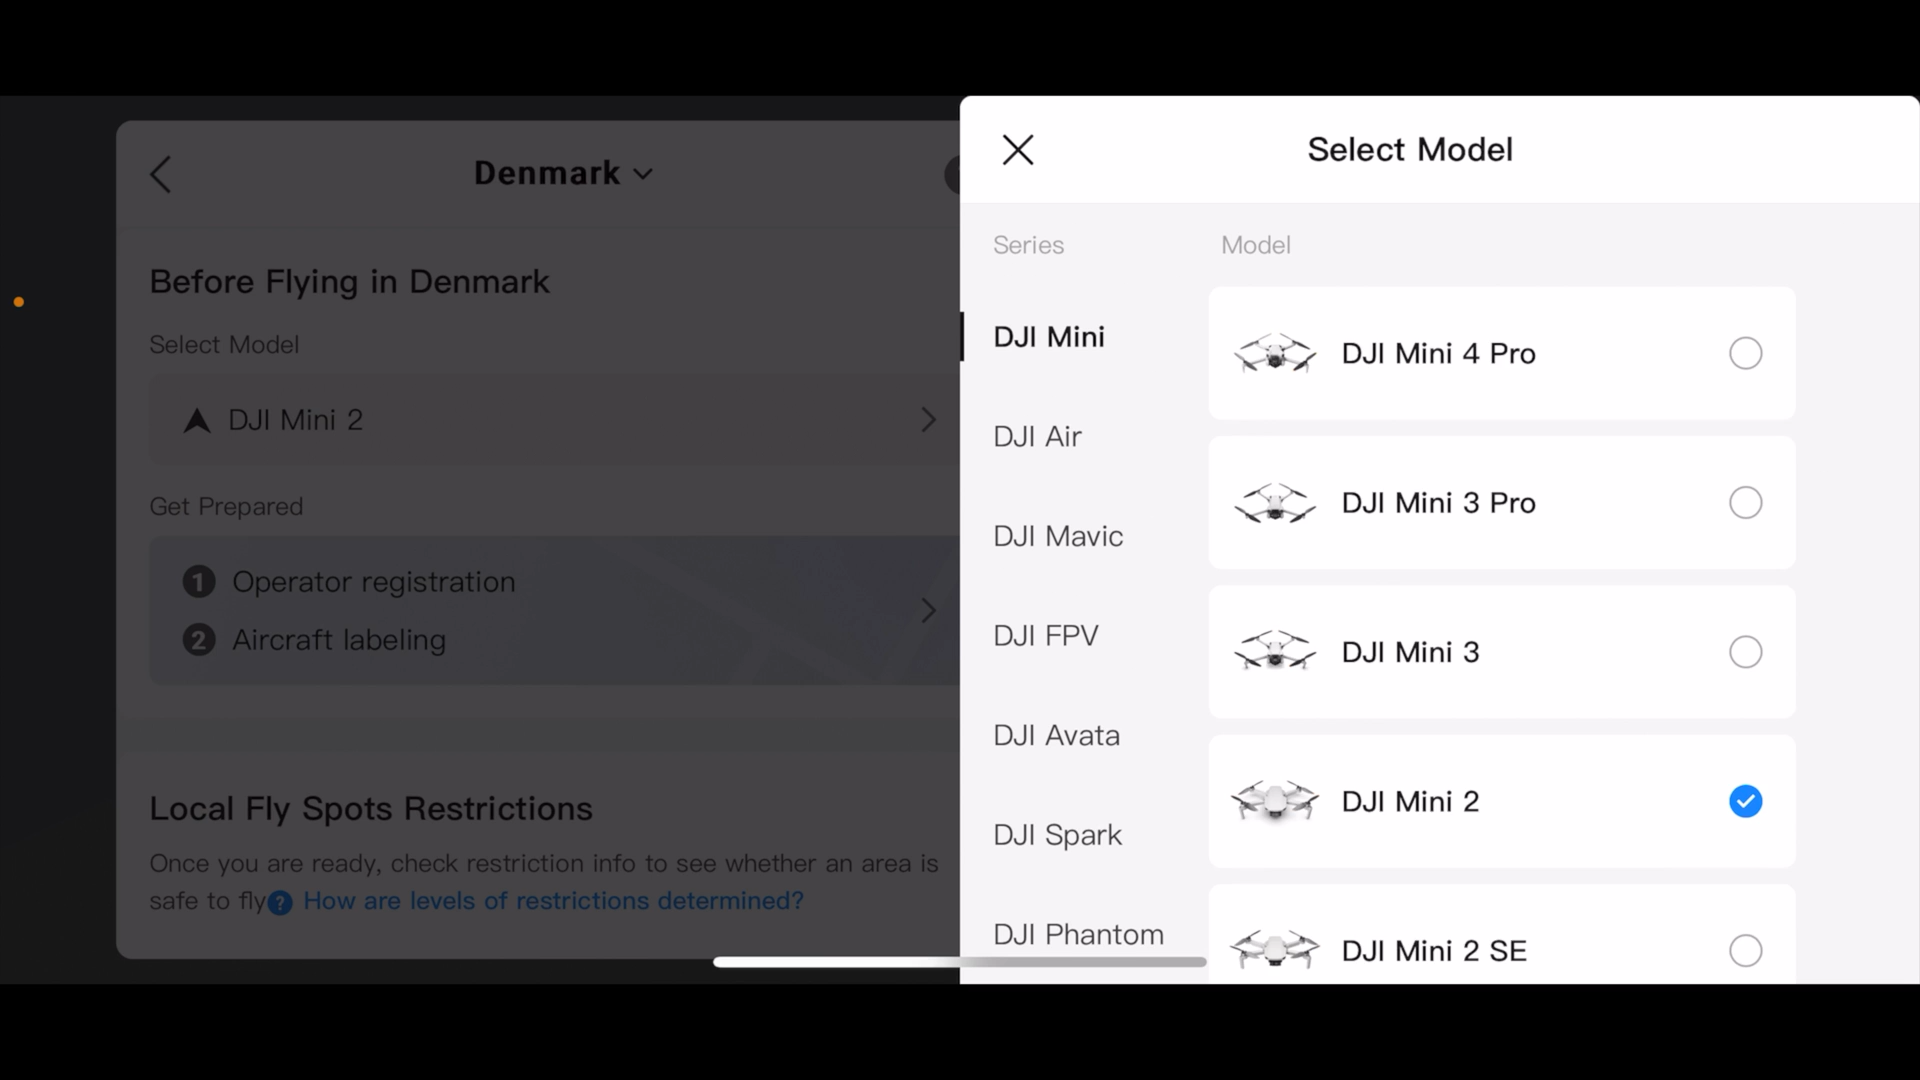 Denmark
Before Flying in Denmark
Select Model
DJI Mini 2
Get Prepared
1 Operator registration
2 Aircraft labeling
Local Fly Spots Restrictions
Once you are ready, check restriction info to see whether an area is
safe to fly? How are levels of restrictions determined?
Select Model
Series
DJI Mini
DJI Air
DJI Mavic
DJI FPV
DJI Avata
DJI Spark
DJI Phantom
Model
DJI Mini 4 Pro
DJI Mini 3 Pro
DJI Mini 3
DJI Mini 2
DJI Mini 2 SE